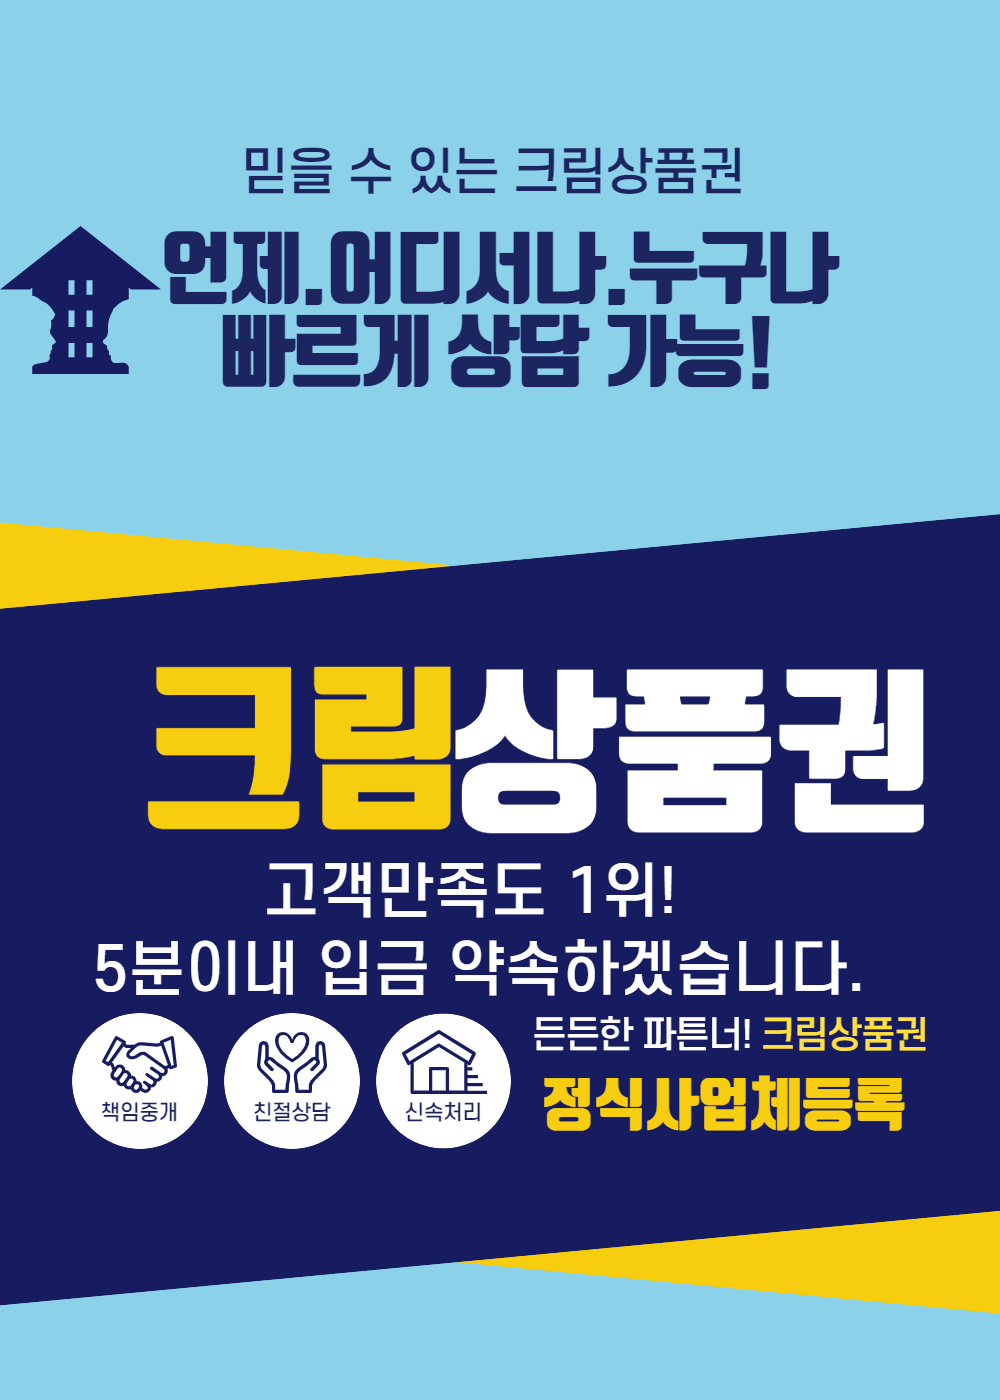 믿을 수 있는 크림상품권
언제.어디서나.누구나
빠르게 상담 가능!
크림상품권
고객만족도 1위!
5분이내 입금 약속하겠습니다.
책임중개
친절상담
신속처리
든든한 파튼너! 크림상품권
정식사업체등록